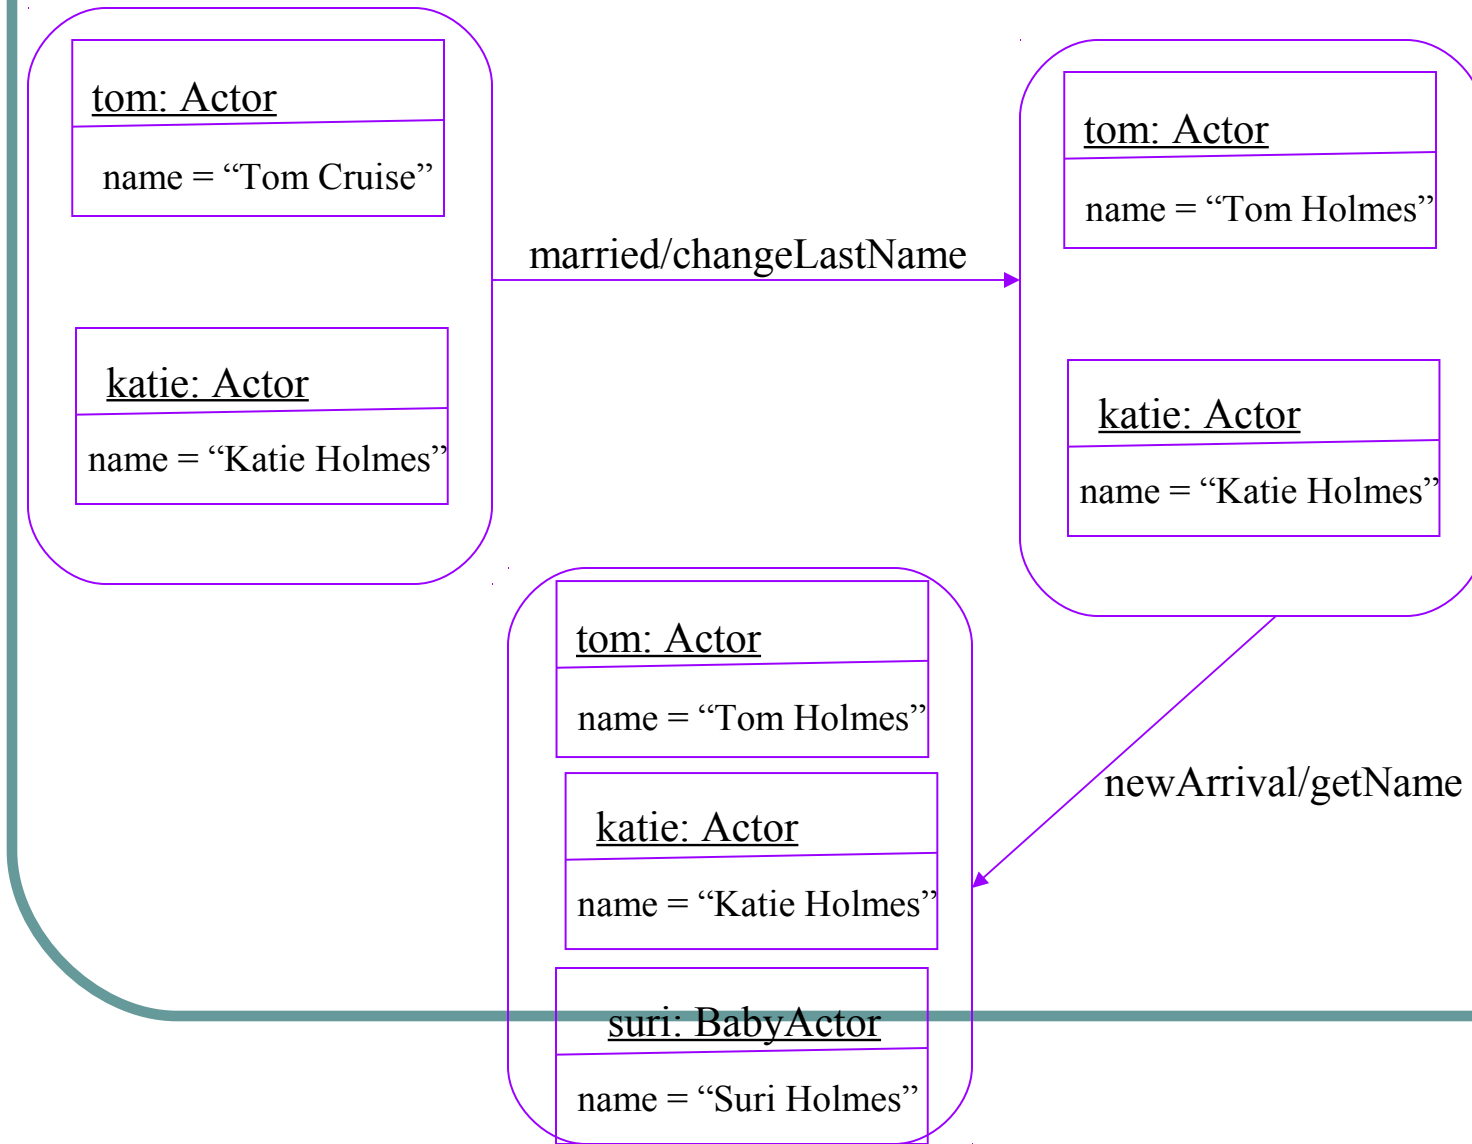 tom: Actor
name = “Tom Cruise”
katie: Actor
name = “Katie Holmes”
married/changeLastName
tom: Actor
name = “Tom Holmes”
katie: Actor
name = “Katie Holmes”
newArrival/getName
tom: Actor
name = “Tom Holmes”
katie: Actor
name = “Katie Holmes”
suri: BabyActor
name = “Suri Holmes”